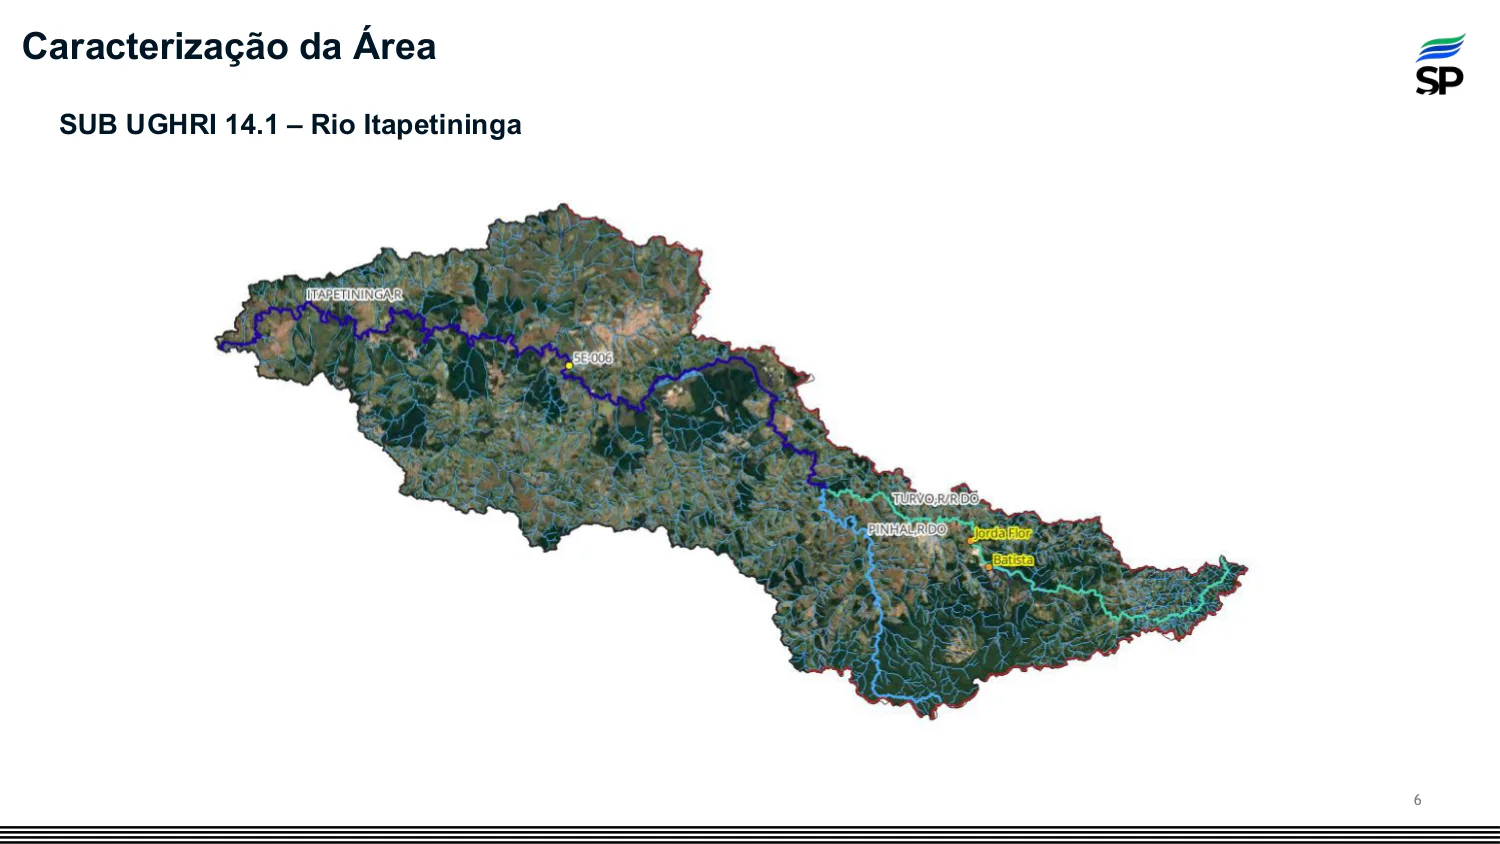 Caracterização da Área
SP
SUB UGHRI 14.1 – Rio Itapetininga
ITAPETININGA,R
5E-006
TURVO,R/R DO
PINHAL,R DO
Jorda Flor
Batista
6